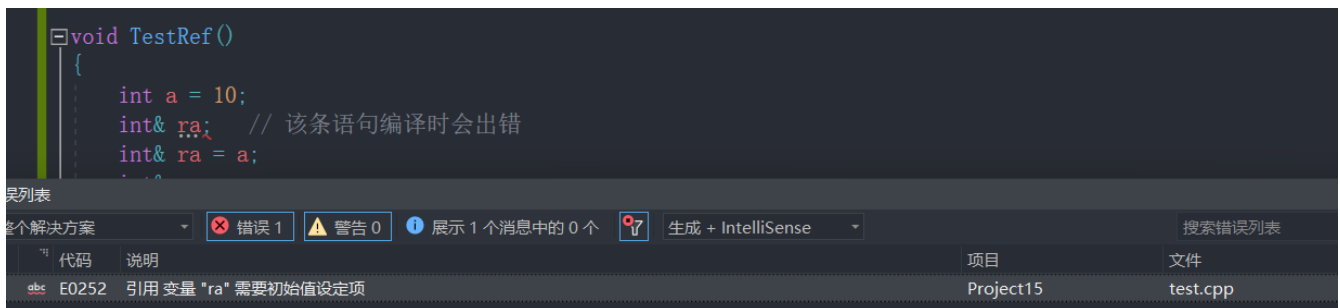 void TestRef()
{
int a = 10;
int& ra; // 该条语句编译时会出错
int& ra = a;
误列表
整个解决方案 错误 1 警告 0 展示 1 个消息中的 0 个 生成 + IntelliSense 搜索错误列表
代码 说明 项目 文件
abc E0252 引用 变量 "ra" 需要初始值设定项 Project15 test.cpp